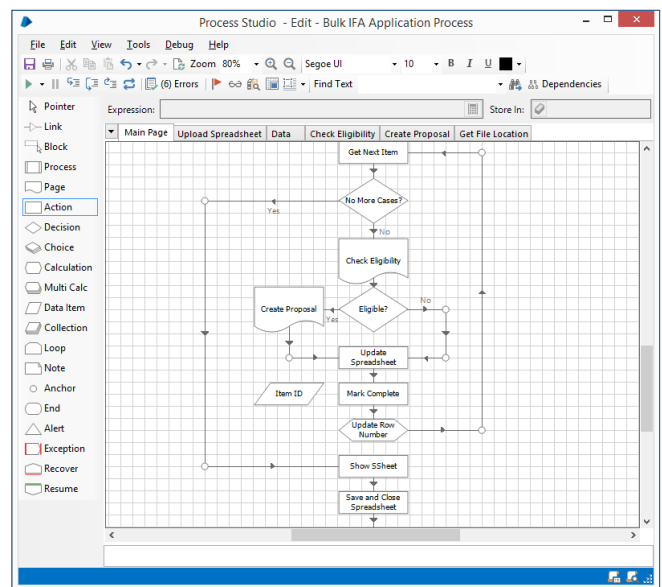 Process Studio - Edit - Bulk IFA Application Process
File Edit View Tools Debug Help
Zoom 80% Segoe UI 10 B I U
(6) Errors Find Text Dependencies
Pointer
Link
Block
Process
Page
Action
Decision
Choice
Calculation
Multi Calc
Data Item
Collection
Loop
Note
Anchor
End
Alert
Exception
Recover
Resume
Expression: Store In:
Main Page Upload Spreadsheet Data Check Eligibility Create Proposal Get File Location
Get Next Item
No More Cases?
Yes
No
Check Eligibility
Create Proposal
Yes
Eligible?
No
Update
Spreadsheet
Item ID
Mark Complete
Update Row
Number
Show SSheet
Save and Close
Spreadsheet